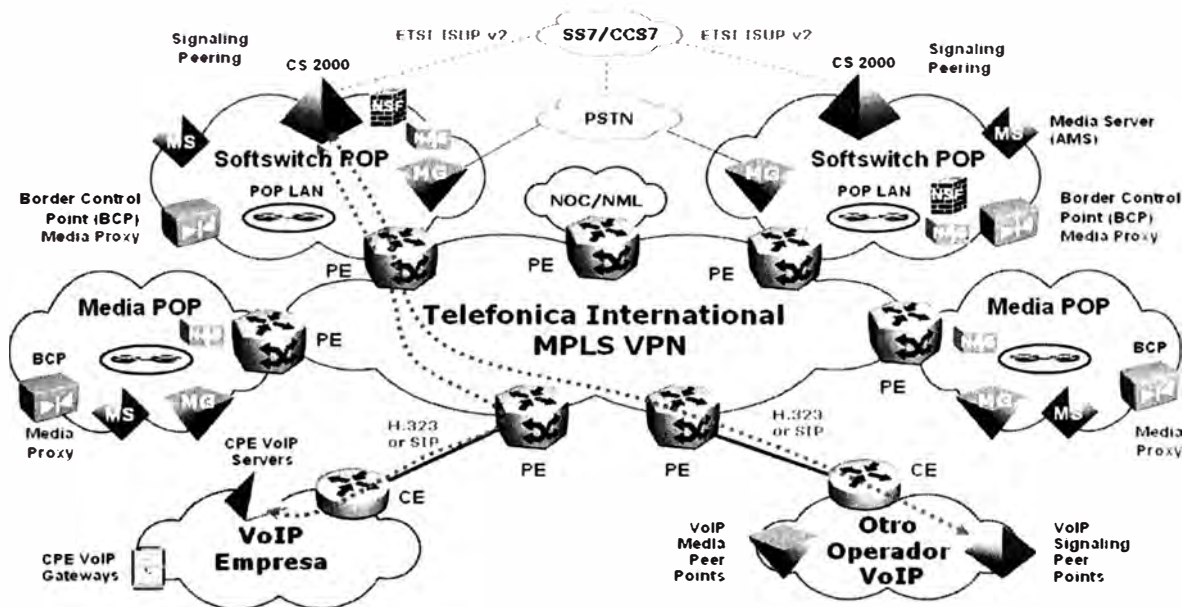 ETSI ISUP v2
SS7/CCS7
ETSI ISUP v2
Signaling
Peering
CS 2000
CS 2000
Signaling
Peering
NSF
PSTN
MS
MS
Media Server
(AMS)
Softswitch POP
MG
MG
Softswitch POP
POP LAN
NOC/NML
POP LAN
NSF
Border Control
Point (BCP)
Media Proxy
Border Control
Point (BCP)
Media Proxy
PE
PE
PE
Media POP
Telefonica International
MPLS VPN
Media POP
PE
PE
BCP
BCP
MS
MG
MG
MS
Media
Proxy
H.323
or SIP
H.323
or SIP
Media
Proxy
CPE VoIP
Servers
PE
PE
CE
CE
VoIP
Empresa
CPE VoIP
Gateways
VoIP
Media
Peer
Points
Otro
Operador
VoIP
VoIP
Signaling
Peer
Points